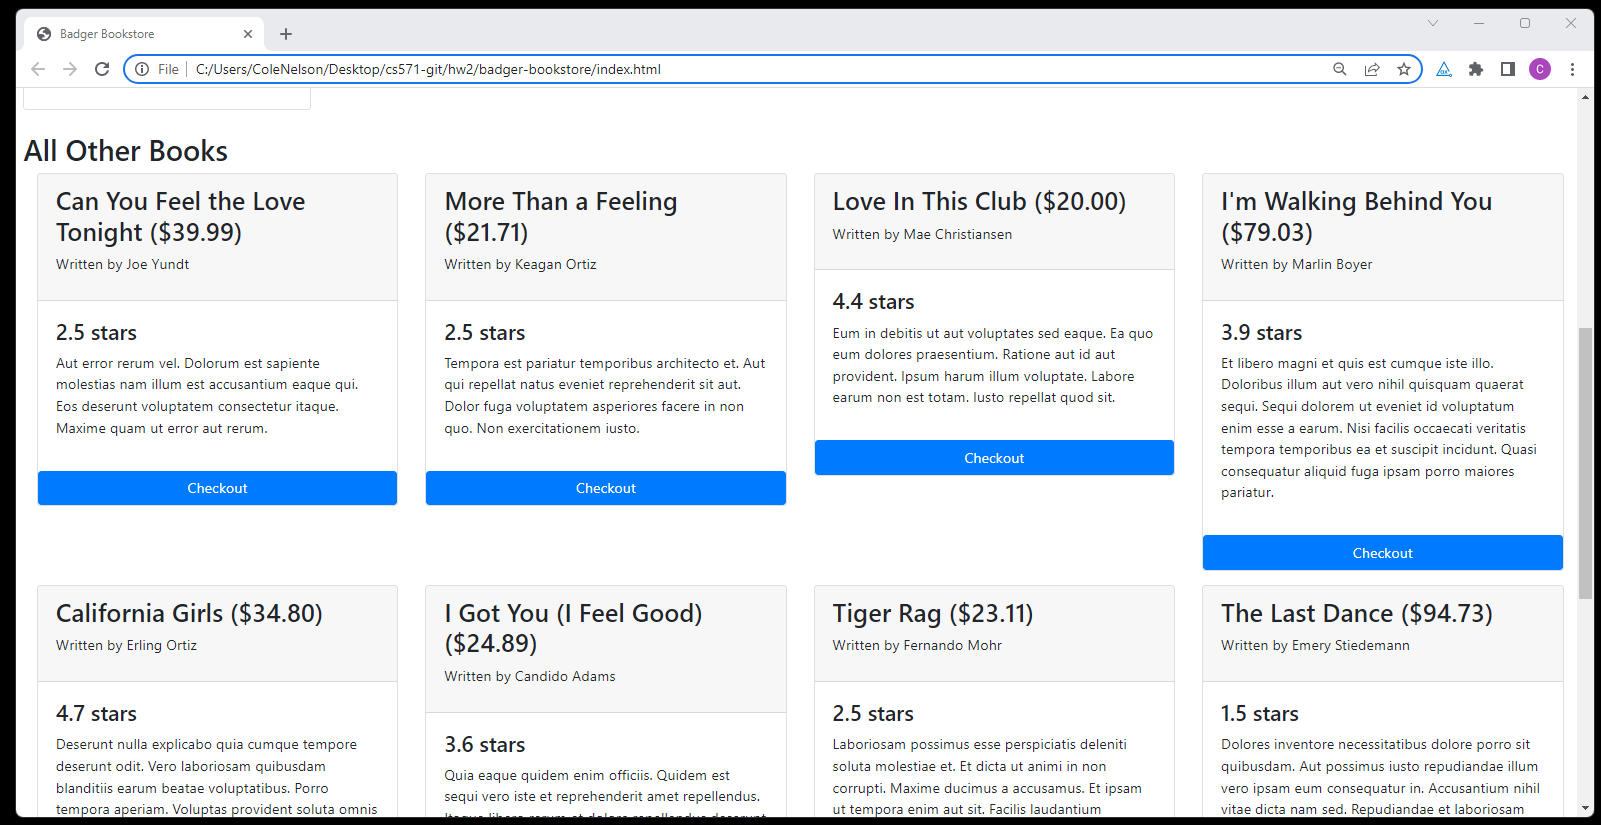 Badger Bookstore
File
C:/Users/ColeNelson/Desktop/cs571-git/hw2/badger-bookstore/index.html
C
All Other Books
Can You Feel the Love
Tonight ($39.99)
Written by Joe Yundt
2.5 stars
Aut error rerum vel. Dolorum est sapiente
molestias nam illum est accusantium eaque qui.
Eos deserunt voluptatem consectetur itaque.
Maxime quam ut error aut rerum.
Checkout
More Than a Feeling
($21.71)
Written by Keagan Ortiz
2.5 stars
Tempora est pariatur temporibus architecto et. Aut
qui repellat natus eveniet reprehenderit sit aut.
Dolor fuga voluptatem asperiores facere in non
quo. Non exercitationem iusto.
Checkout
Love In This Club ($20.00)
Written by Mae Christiansen
4.4 stars
Eum in debitis ut aut voluptates sed eaque. Ea quo
eum dolores praesentium. Ratione aut id aut
provident. Ipsum harum illum voluptate. Labore
earum non est totam. Iusto repellat quod sit.
Checkout
I'm Walking Behind You
($79.03)
Written by Marlin Boyer
3.9 stars
Et libero magni et quis est cumque iste illo.
Doloribus illum aut vero nihil quisquam quaerat
sequi. Sequi dolorem ut eveniet id voluptatum
enim esse a earum. Nisi facilis occaecati veritatis
tempora temporibus ea et suscipit incidunt. Quasi
consequatur aliquid fuga ipsam porro maiores
pariatur.
Checkout
California Girls ($34.80)
Written by Erling Ortiz
4.7 stars
Deserunt nulla explicabo quia cumque tempore
deserunt odit. Vero laboriosam quibusdam
blanditiis earum beatae voluptatibus. Porro
tempora aperiam. Voluptas provident soluta omnis
I Got You (I Feel Good)
($24.89)
Written by Candido Adams
3.6 stars
Quia eaque quidem enim officiis. Quidem est
sequi vero iste et reprehenderit amet repellendus.
Tiger Rag ($23.11)
Written by Fernando Mohr
2.5 stars
Laboriosam possimus esse perspiciatis deleniti
soluta molestiae et. Et dicta ut animi in non
corrupti. Maxime ducimus a accusamus. Et ipsam
ut tempora enim aut sit. Facilis laudantium
The Last Dance ($94.73)
Written by Emery Stiedemann
1.5 stars
Dolores inventore necessitatibus dolore porro sit
quibusdam. Aut possimus iusto repudiandae illum
vero ipsam eum consequatur in. Accusantium nihil
vitae dicta nam sed. Repudiandae et laboriosam